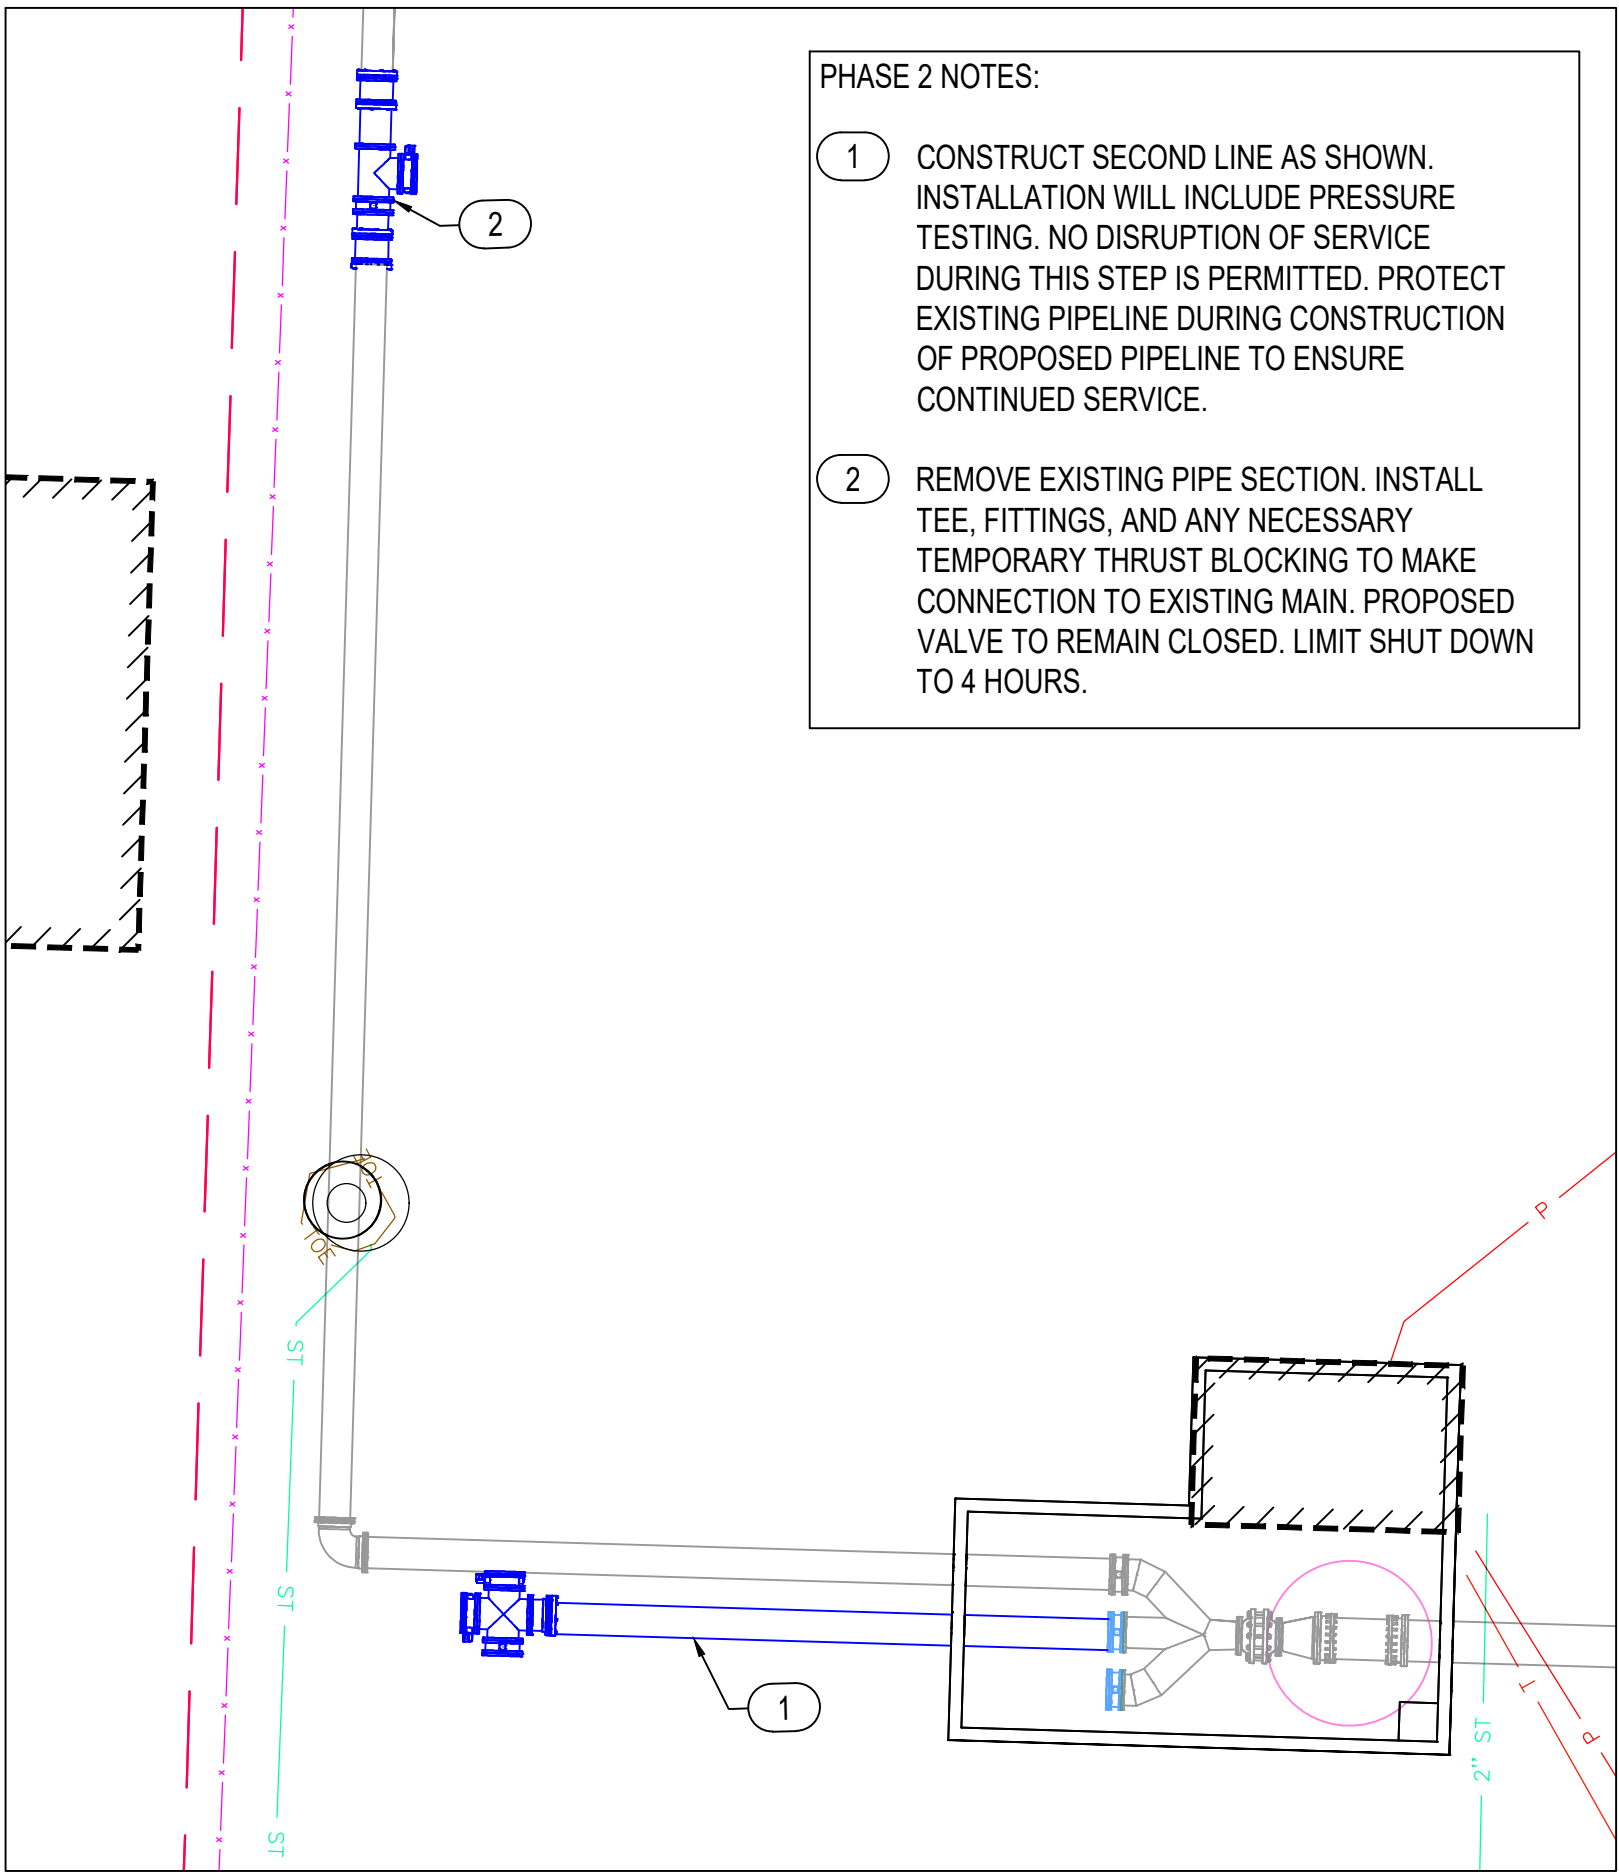 PHASE 2 NOTES:
1
CONSTRUCT SECOND LINE AS SHOWN.
INSTALLATION WILL INCLUDE PRESSURE
TESTING. NO DISRUPTION OF SERVICE
DURING THIS STEP IS PERMITTED. PROTECT
EXISTING PIPELINE DURING CONSTRUCTION
OF PROPOSED PIPELINE TO ENSURE
CONTINUED SERVICE.
2
REMOVE EXISTING PIPE SECTION. INSTALL
TEE, FITTINGS, AND ANY NECESSARY
TEMPORARY THRUST BLOCKING TO MAKE
CONNECTION TO EXISTING MAIN. PROPOSED
VALVE TO REMAIN CLOSED. LIMIT SHUT DOWN
TO 4 HOURS.
2
TOE
TOE
ST
P
ST
1
T
P
2" ST
ST